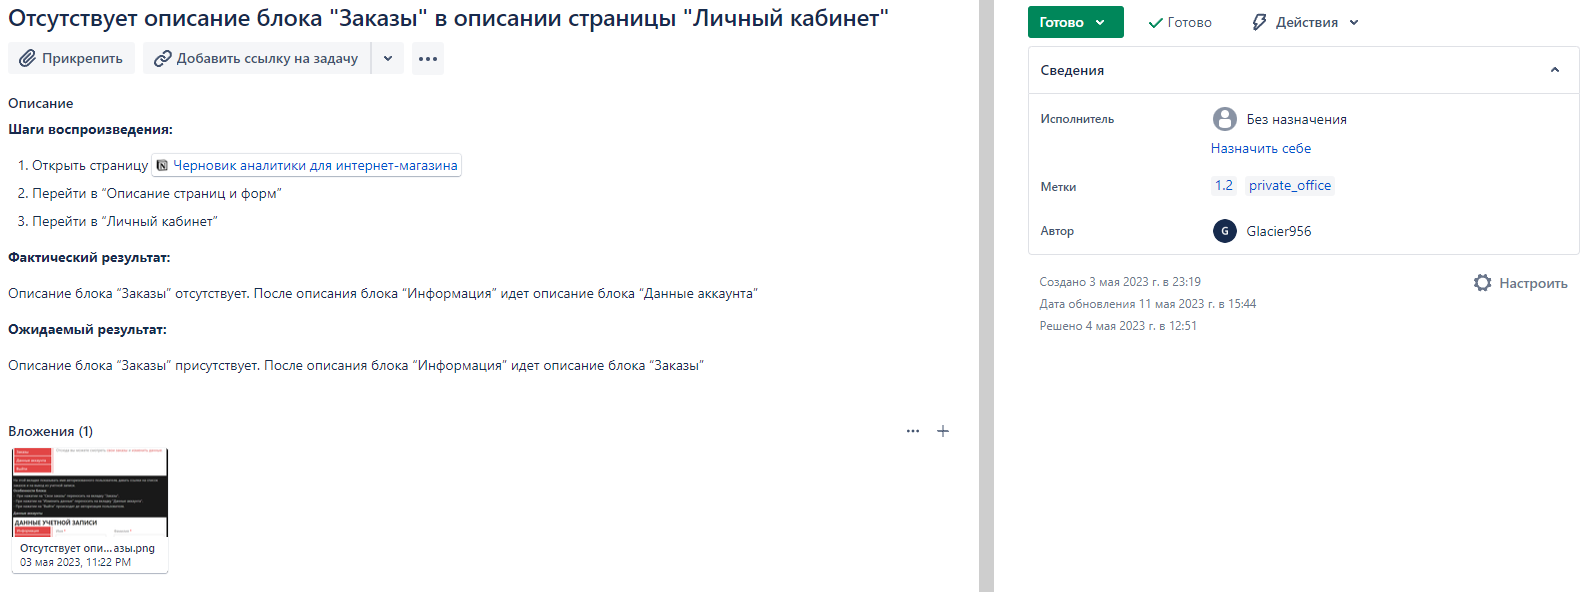 Отсутствует описание блока "Заказы" в описании страницы "Личный кабинет"
Прикрепить
Добавить ссылку на задачу
Описание
Шаги воспроизведения:
1. Открыть страницу Черновик аналитики для интернет-магазина
2. Перейти в “Описание страниц и форм”
3. Перейти в “Личный кабинет”
Фактический результат:
Описание блока “Заказы” отсутствует. После описания блока “Информация” идет описание блока “Данные аккаунта”
Ожидаемый результат:
Описание блока “Заказы” присутствует. После описания блока “Информация” идет описание блока “Заказы”
Вложения (1)
ДАННЫЕ УЧЕТНОЙ ЗАПИСИ
Отсутствует опи...азы.png
03 мая 2023, 11:22 PM
Готово
Готово
Действия
Сведения
Исполнитель
Без назначения
Назначить себе
Метки
1.2 private_office
Автор
G Glacier956
Создано 3 мая 2023 г. в 23:19
Настроить
Дата обновления 11 мая 2023 г. в 15:44
Решено 4 мая 2023 г. в 12:51